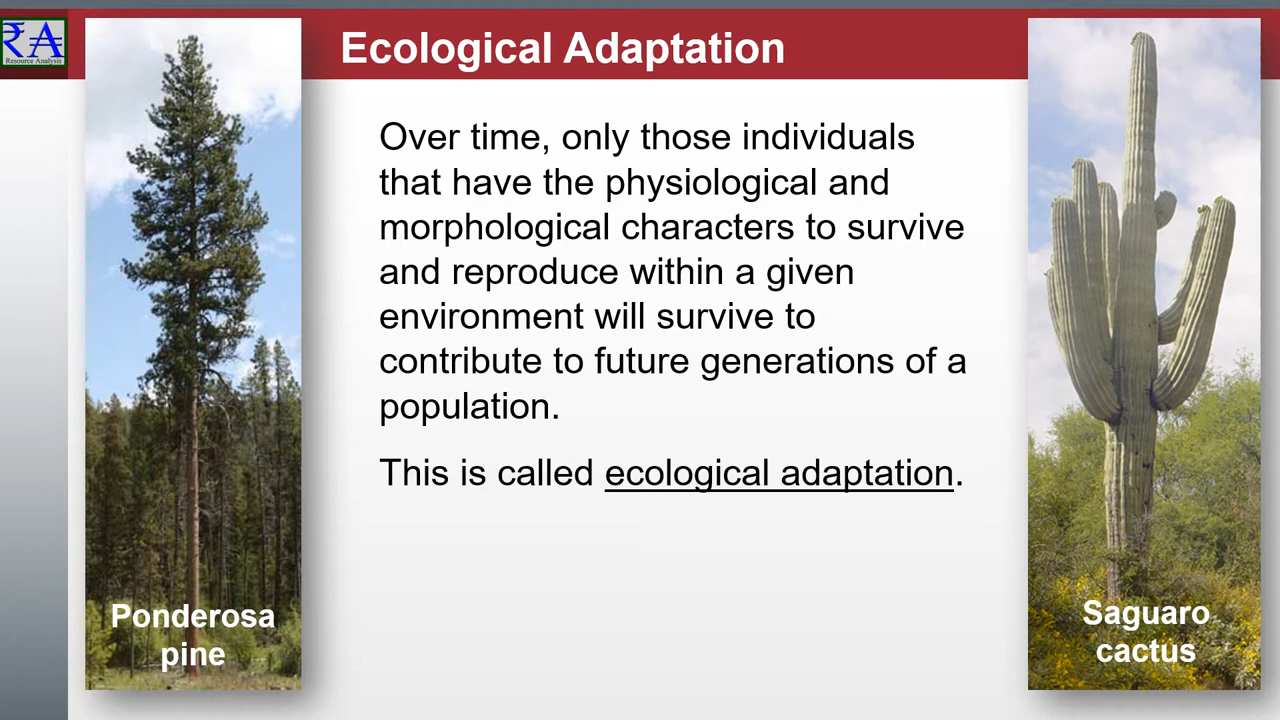 ₹A
Resource Analysis
Ecological Adaptation
Over time, only those individuals
that have the physiological and
morphological characters to survive
and reproduce within a given
environment will survive to
contribute to future generations of a
population.
This is called ecological adaptation.
Ponderosa
pine
Saguaro
cactus